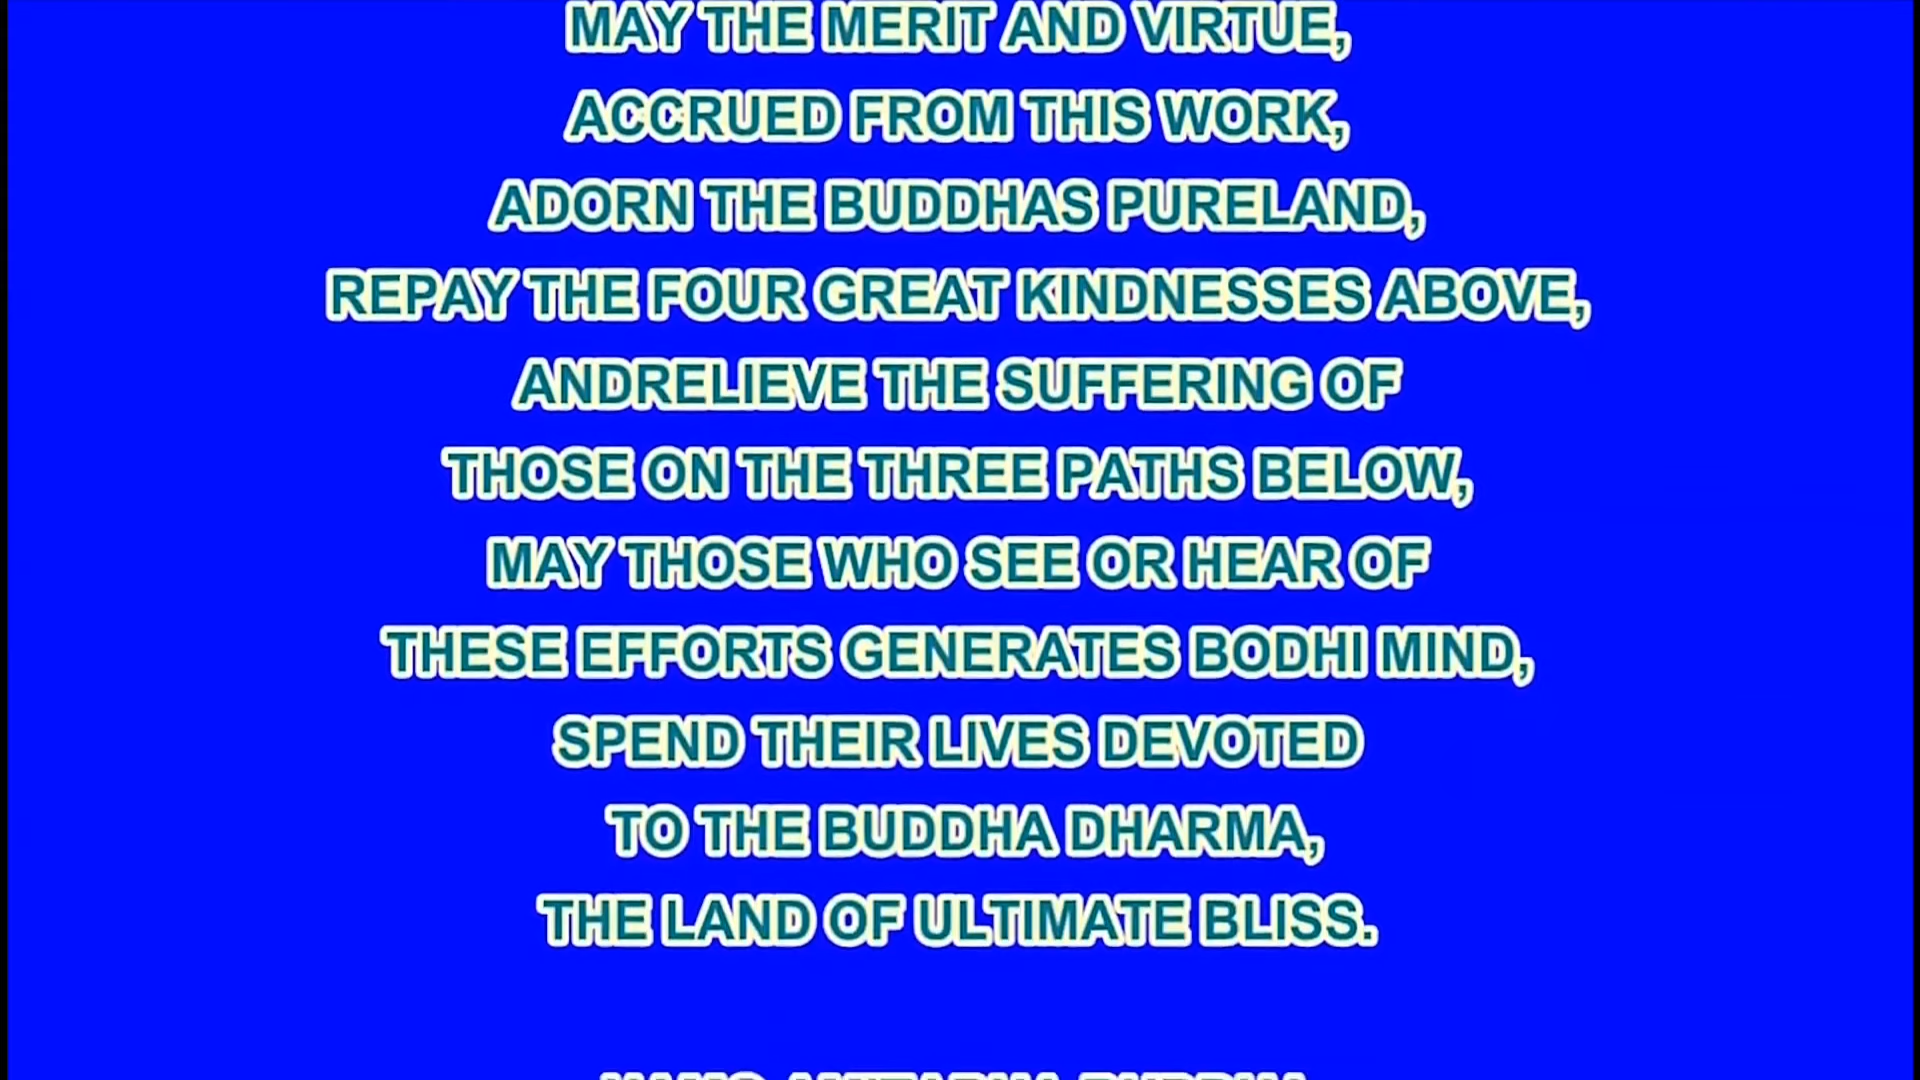 MAY THE MERIT AND VIRTUE,
ACCRUED FROM THIS WORK,
ADORN THE BUDDHAS PURELAND,
REPAY THE FOUR GREAT KINDNESSES ABOVE,
ANDRELIEVE THE SUFFERING OF
THOSE ON THE THREE PATHS BELOW,
MAY THOSE WHO SEE OR HEAR OF
THESE EFFORTS GENERATES BODHI MIND,
SPEND THEIR LIVES DEVOTED
TO THE BUDDHA DHARMA,
THE LAND OF ULTIMATE BLISS.